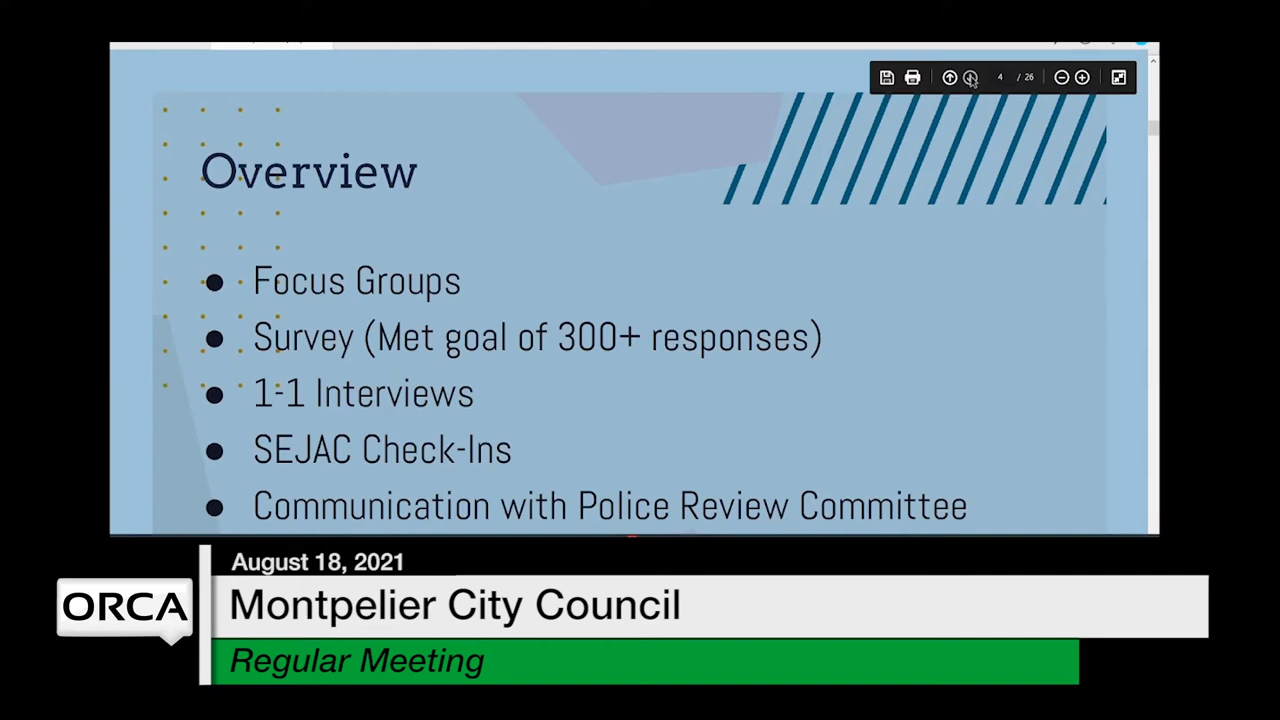 4 / 26
Overview
● Focus Groups
● Survey (Met goal of 300+ responses)
● 1-1 Interviews
● SEJAC Check-Ins
● Communication with Police Review Committee
August 18, 2021
ORCA
Montpelier City Council
Regular Meeting